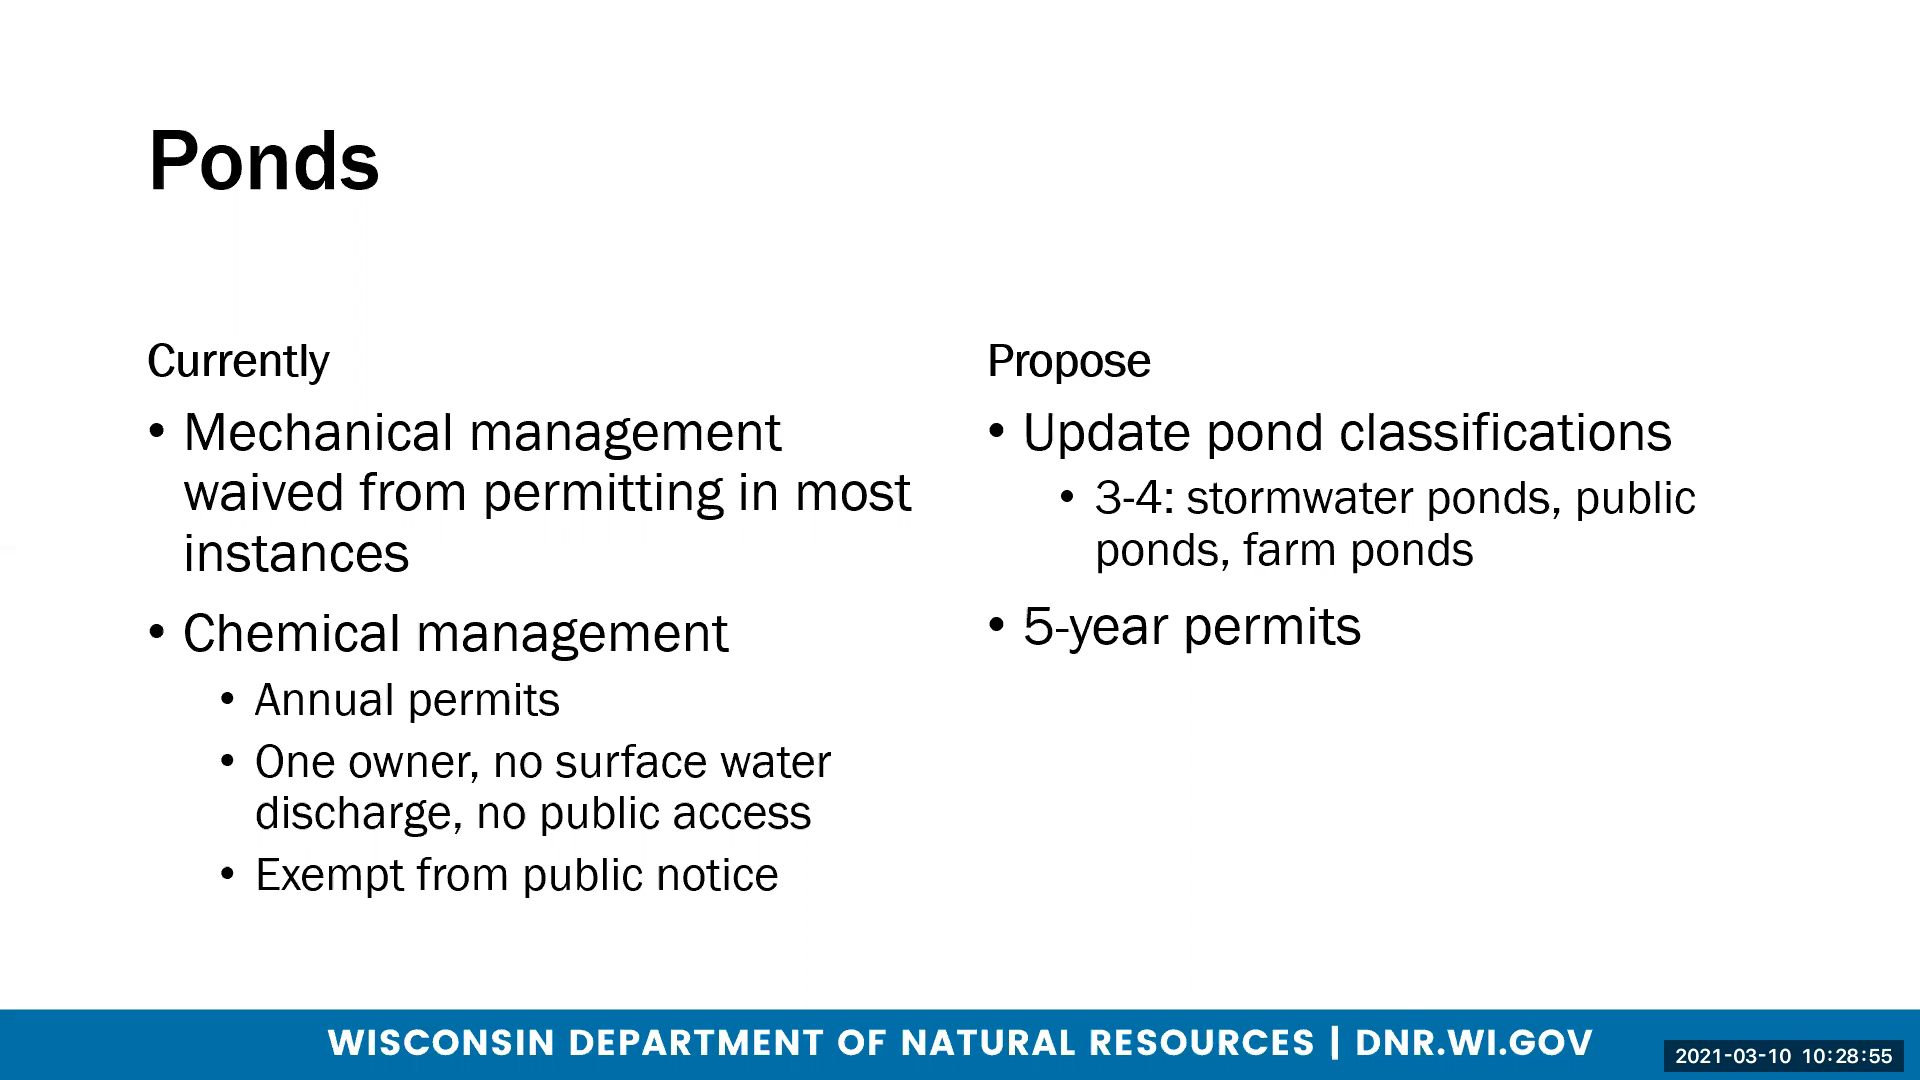 Ponds
Currently
• Mechanical management
waived from permitting in most
instances
• Chemical management
• Annual permits
• One owner, no surface water
discharge, no public access
• Exempt from public notice
Propose
• Update pond classifications
• 3-4: stormwater ponds, public
ponds, farm ponds
• 5-year permits
WISCONSIN DEPARTMENT OF NATURAL RESOURCES | DNR.WI.GOV
2021-03-10 10:28:55